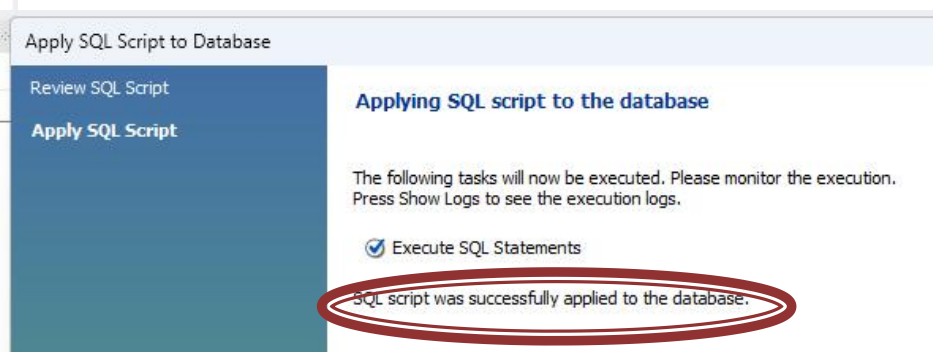 Apply SQL Script to Database
Review SQL Script
Apply SQL Script
Applying SQL script to the database
The following tasks will now be executed. Please monitor the execution.
Press Show Logs to see the execution logs.
Execute SQL Statements
SQL script was successfully applied to the database.